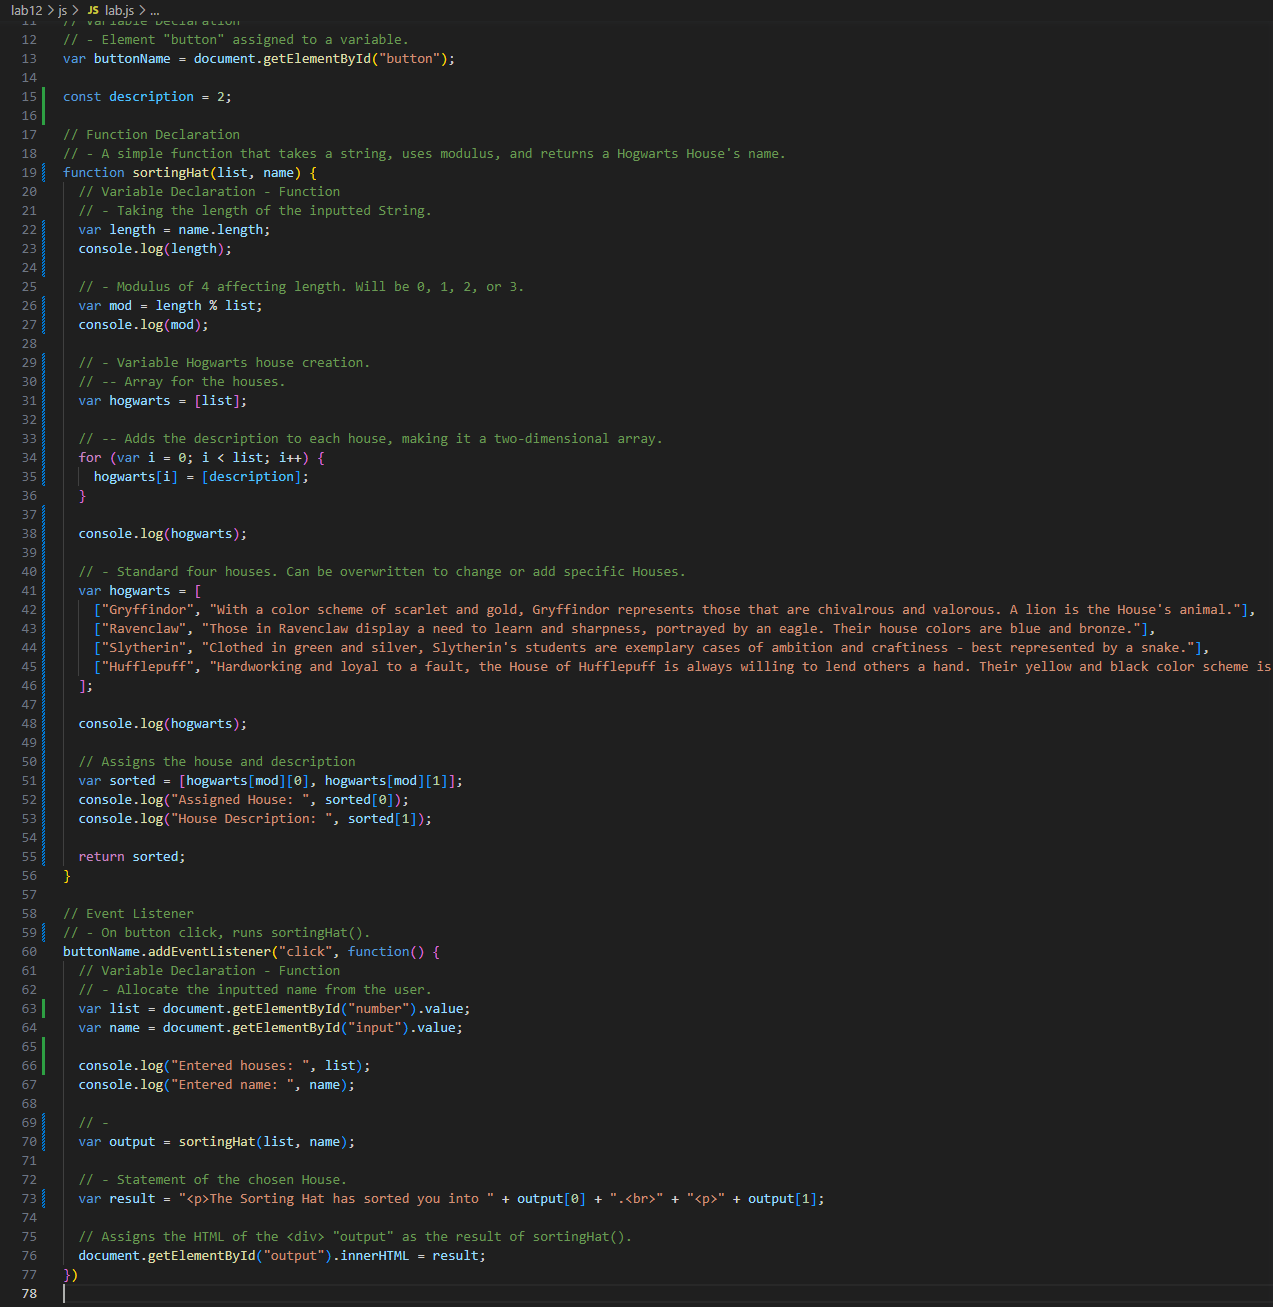 lab12 > js > JS lab.js > ...
11 // Variable Declaration
12 // - Element "button" assigned to a variable.
13 var buttonName = document.getElementById("button");
14
15 const description = 2;
16
17 // Function Declaration
18 // - A simple function that takes a string, uses modulus, and returns a Hogwarts House's name.
19 function sortingHat(list, name) {
20 // Variable Declaration - Function
21 // - Taking the length of the inputted String.
22 var length = name.length;
23 console.log(length);
24
25 // - Modulus of 4 affecting length. Will be 0, 1, 2, or 3.
26 var mod = length % list;
27 console.log(mod);
28
29 // - Variable Hogwarts house creation.
30 // -- Array for the houses.
31 var hogwarts = [list];
32
33 // -- Adds the description to each house, making it a two-dimensional array.
34 for (var i = 0; i < list; i++) {
35 hogwarts[i] = [description];
36 }
37
38 console.log(hogwarts);
39
40 // - Standard four houses. Can be overwritten to change or add specific Houses.
41 var hogwarts = [
42 ["Gryffindor", "With a color scheme of scarlet and gold, Gryffindor represents those that are chivalrous and valorous. A lion is the House's animal."],
43 ["Ravenclaw", "Those in Ravenclaw display a need to learn and sharpness, portrayed by an eagle. Their house colors are blue and bronze."],
44 ["Slytherin", "Clothed in green and silver, Slytherin's students are exemplary cases of ambition and craftiness - best represented by a snake."],
45 ["Hufflepuff", "Hardworking and loyal to a fault, the House of Hufflepuff is always willing to lend others a hand. Their yellow and black color scheme is
46 ];
47
48 console.log(hogwarts);
49
50 // Assigns the house and description
51 var sorted = [hogwarts[mod][0], hogwarts[mod][1]];
52 console.log("Assigned House: ", sorted[0]);
53 console.log("House Description: ", sorted[1]);
54
55 return sorted;
56 }
57
58 // Event Listener
59 // - On button click, runs sortingHat().
60 buttonName.addEventListener("click", function() {
61 // Variable Declaration - Function
62 // - Allocate the inputted name from the user.
63 var list = document.getElementById("number").value;
64 var name = document.getElementById("input").value;
65
66 console.log("Entered houses: ", list);
67 console.log("Entered name: ", name);
68
69 // -
70 var output = sortingHat(list, name);
71
72 // - Statement of the chosen House.
73 var result = "<p>The Sorting Hat has sorted you into " + output[0] + ".<br>" + "<p>" + output[1];
74
75 // Assigns the HTML of the <div> "output" as the result of sortingHat().
76 document.getElementById("output").innerHTML = result;
77 })
78